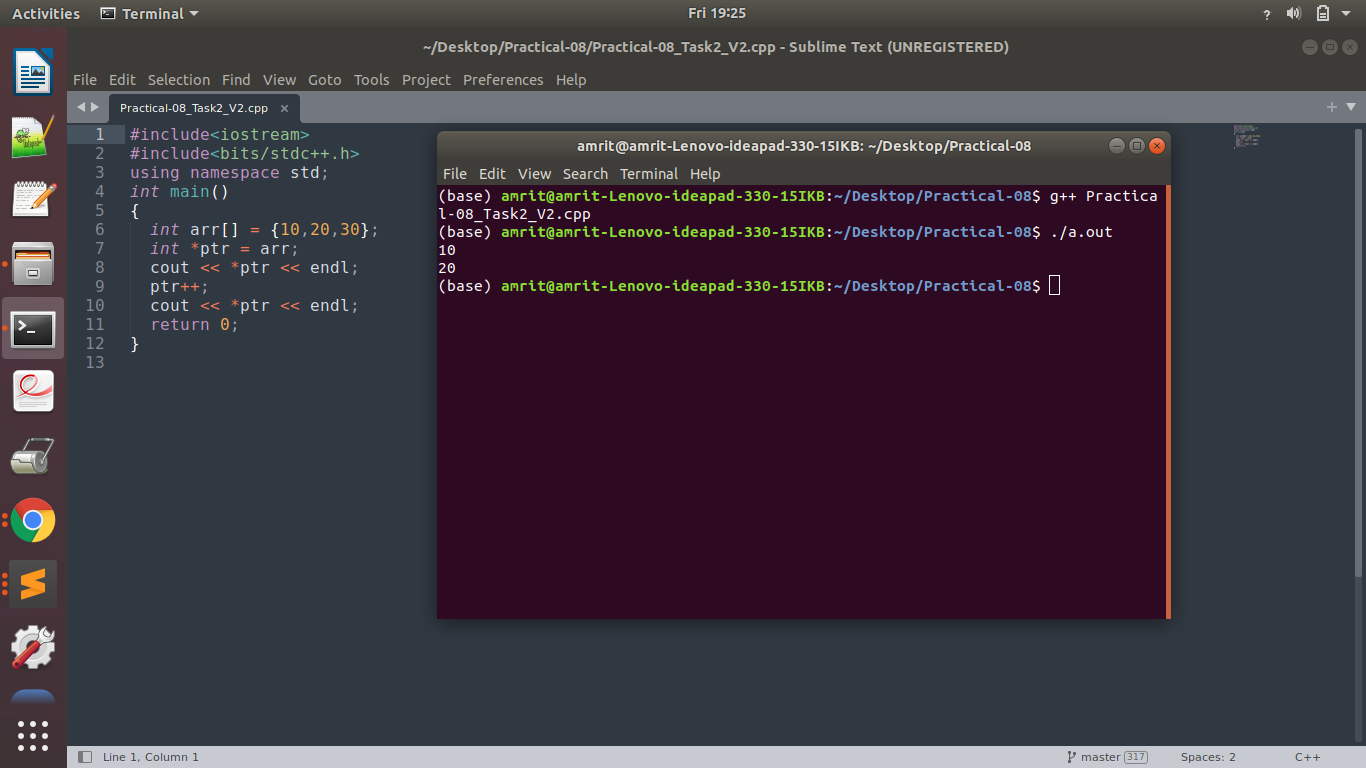 Activities Terminal Fri 19:25 ?
~/Desktop/Practical-08/Practical-08_Task2_V2.cpp - Sublime Text (UNREGISTERED)
File Edit Selection Find View Goto Tools Project Preferences Help
Practical-08_Task2_V2.cpp ×
1 #include<iostream>
2 #include<bits/stdc++.h>
3 using namespace std;
4 int main()
5 {
6 int arr[] = {10,20,30};
7 int *ptr = arr;
8 cout << *ptr << endl;
9 ptr++;
10 cout << *ptr << endl;
11 return 0;
12 }
13
amrit@amrit-Lenovo-ideapad-330-15IKB: ~/Desktop/Practical-08
File Edit View Search Terminal Help
(base) amrit@amrit-Lenovo-ideapad-330-15IKB:~/Desktop/Practical-08$ g++ Practica
l-08_Task2_V2.cpp
(base) amrit@amrit-Lenovo-ideapad-330-15IKB:~/Desktop/Practical-08$ ./a.out
10
20
(base) amrit@amrit-Lenovo-ideapad-330-15IKB:~/Desktop/Practical-08$
Line 1, Column 1 master 317 Spaces: 2 C++